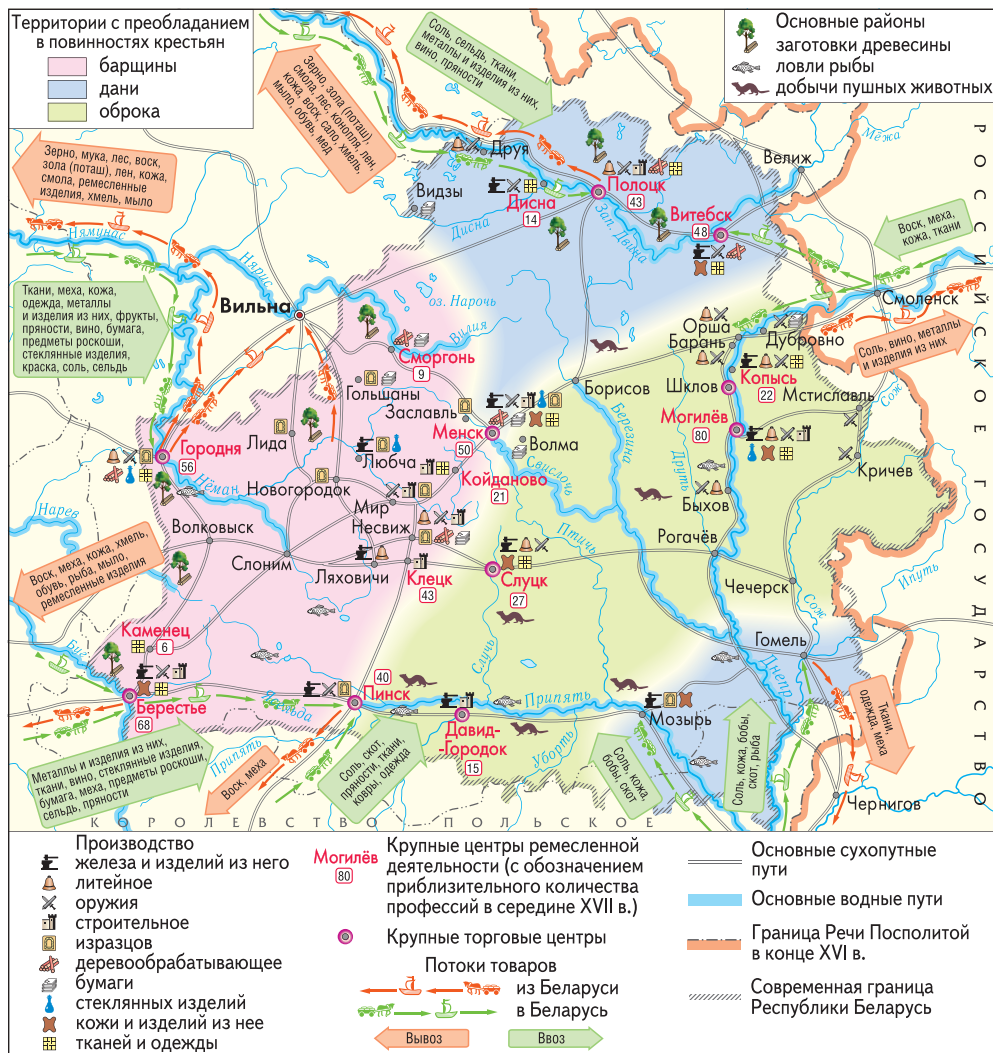 Территории с преобладанием
в повинностях крестьян
барщины
дани
оброка
Основные районы
заготовки древесины
ловли рыбы
добычи пушных животных
Соль, сельдь, ткани,
металлы и изделия из них,
вино, пряности
Зерно, зола (поташ),
смола, лес, конопля, лен,
кожа, воск, сало, хмель,
мыло, обувь, мед
Зерно, мука, лес, воск,
зола (поташ), лен, кожа,
смола, ремесленные
изделия, хмель, мыло
Воск, меха,
кожа, ткани
Ткани, меха, кожа,
одежда, металлы
и изделия из них, фрукты,
пряности, вино, бумага,
предметы роскоши,
стеклянные изделия,
краска, соль, сельдь
Соль, вино, металлы
и изделия из них
Воск, меха, кожа, хмель,
обувь, рыба, мыло,
ремесленные изделия
Металлы и изделия из них,
ткани, вино, стеклянные изделия,
бумага, меха, предметы роскоши,
сельдь, пряности
Воск, меха
Соль, скот,
пряности, ткани,
ковры, одежда
Соль, кожа,
бобы, скот
Соль, кожа, бобы,
скот, рыба
Ткани,
одежда, меха
РОССИЙСКОЕ ГОСУДАРСТВО
КОРОЛЕВСТВО ПОЛЬСКОЕ
Мёжа
Друя
Велиж
Видзы
Дисна
14
Полоцк
43
Витебск
48
Дисна
Зап. Двина
Нямунас
Нярис
Вильна
оз. Нарочь
Вилия
Смоленск
Орша
Барань
Дубровно
Сморгонь
9
Борисов
Шклов
Копысь
22
Мстиславль
Сож
Гольшаны
Заславль
Менск
50
Волма
Березина
Могилёв
80
Городня
56
Лида
Любча
Койданово
21
Свислочь
Друть
Кричев
Нёман
Новогородок
Мир
Быхов
Нарев
Волковыск
Несвиж
Птичь
Рогачёв
Слоним
Ляховичи
Клецк
43
Слуцк
27
Чечерск
Ипуть
Сож
Каменец
6
Случь
Гомель
Буг
40
Пинск
Припять
Днепр
Берестье
68
Пёльда
Давид-
-Городок
15
Мозырь
Припять
Уборть
Чернигов
Производство
железа и изделий из него
литейное
оружия
строительное
изразцов
деревообрабатывающее
бумаги
стеклянных изделий
кожи и изделий из нее
тканей и одежды
Могилёв
80
Крупные центры ремесленной
деятельности (с обозначением
приблизительного количества
профессий в середине XVII в.)
Крупные торговые центры
Потоки товаров
из Беларуси
в Беларусь
Вывоз
Ввоз
Основные сухопутные
пути
Основные водные пути
Граница Речи Посполитой
в конце XVI в.
Современная граница
Республики Беларусь